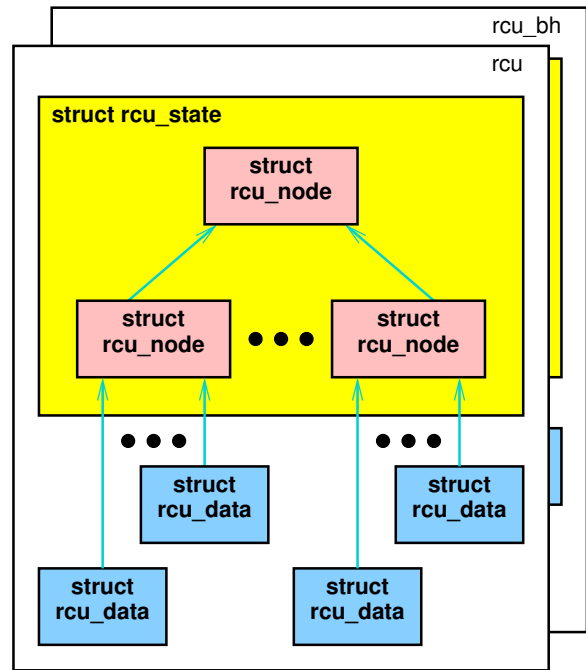 rcu_bh
rcu
struct rcu_state
struct
rcu_node
struct
rcu_node
struct
rcu_node
struct
rcu_data
struct
rcu_data
struct
rcu_data
struct
rcu_data